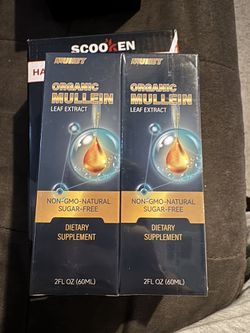 SCOOKEN
HA
ORGANIC
MULLEIN
LEAF EXTRACT
NON-GMO-NATURAL
SUGAR-FREE
DIETARY
SUPPLEMENT
2FL OZ (60ML)
ORGANIC
MULLEIN
LEAF EXTRACT
NON-GMO-NATURAL
SUGAR-FREE
DIETARY
SUPPLEMENT
2FL OZ (60ML)